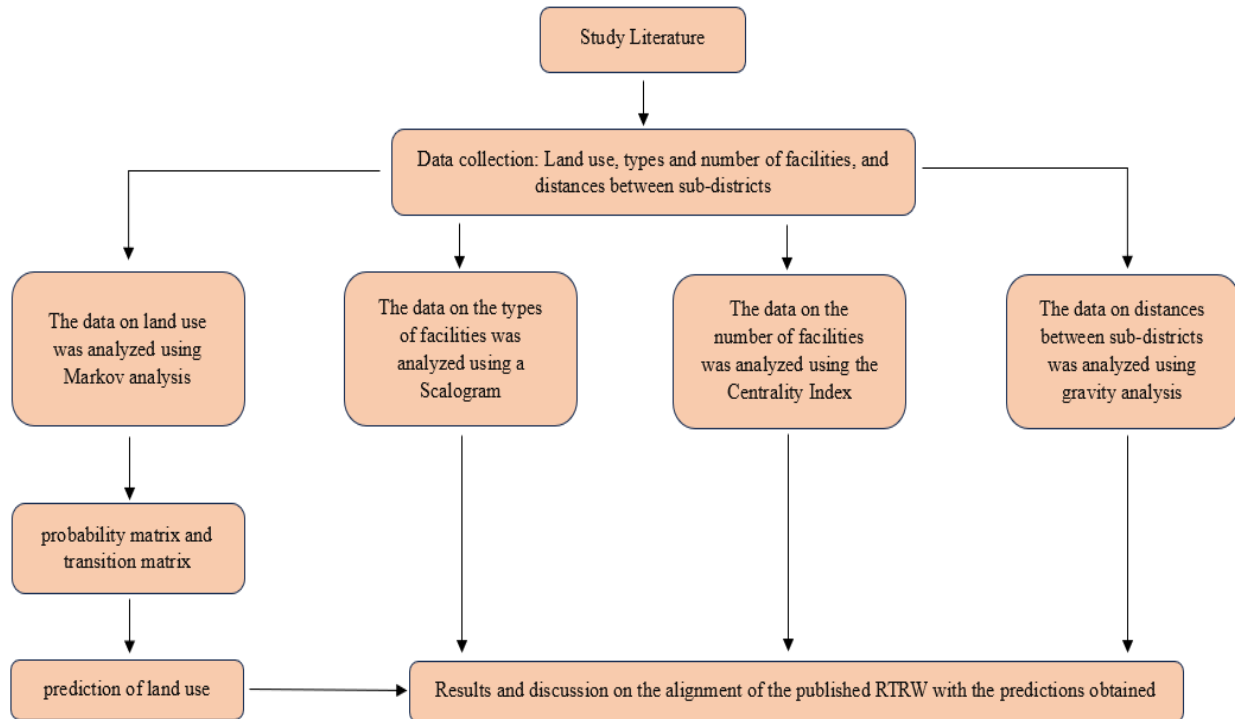 Study Literature
Data collection: Land use, types and number of facilities, and
distances between sub-districts
The data on land use
was analyzed using
Markov analysis
The data on the types
of facilities was
analyzed using a
Scalogram
The data on the
number of facilities
was analyzed using the
Centrality Index
The data on distances
between sub-districts
was analyzed using
gravity analysis
probability matrix and
transition matrix
prediction of land use
Results and discussion on the alignment of the published RTRW with the predictions obtained